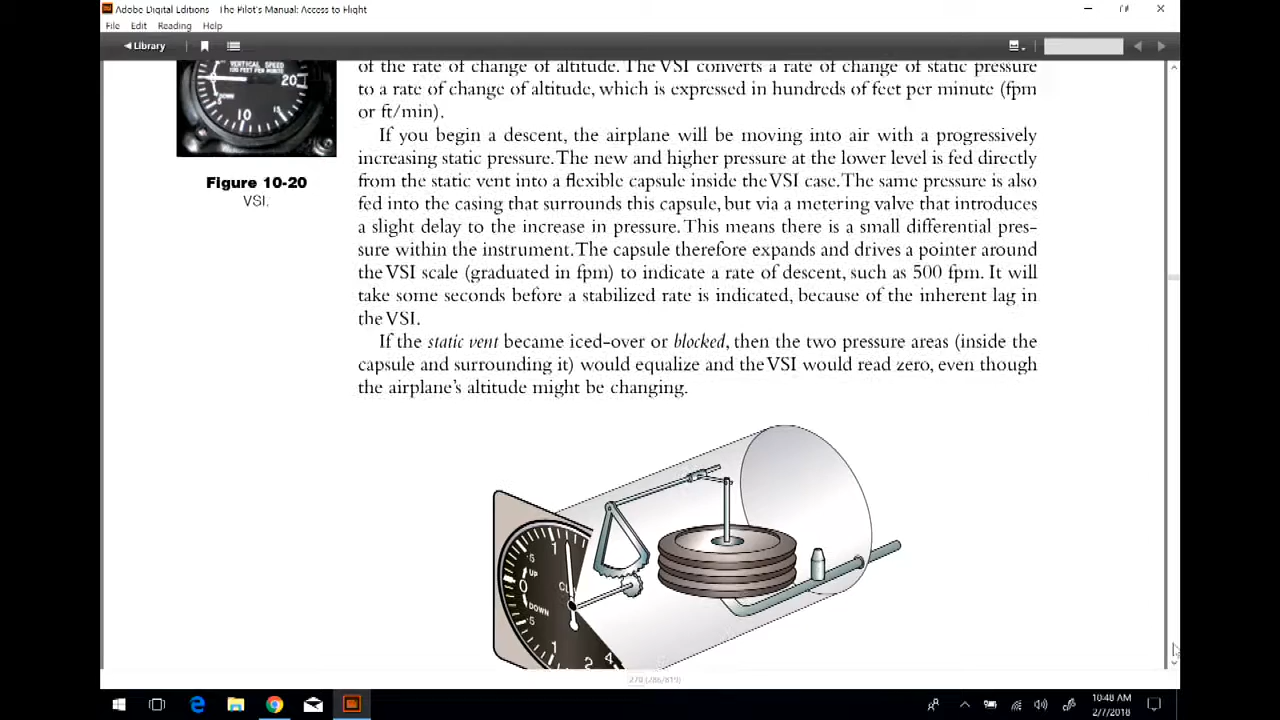 Adobe Digital Editions - The Pilot's Manual: Access to Flight
File Edit Reading Help
Library
VERTICAL SPEED
20
DOWN
10
Figure 10-20
VSI.
of the rate of change of altitude. The VSI converts a rate of change of static pressure
to a rate of change of altitude, which is expressed in hundreds of feet per minute (fpm
or ft/min).
If you begin a descent, the airplane will be moving into air with a progressively
increasing static pressure. The new and higher pressure at the lower level is fed directly
from the static vent into a flexible capsule inside the VSI case. The same pressure is also
fed into the casing that surrounds this capsule, but via a metering valve that introduces
a slight delay to the increase in pressure. This means there is a small differential pres-
sure within the instrument. The capsule therefore expands and drives a pointer around
the VSI scale (graduated in fpm) to indicate a rate of descent, such as 500 fpm. It will
take some seconds before a stabilized rate is indicated, because of the inherent lag in
the VSI.
If the static vent became iced-over or blocked, then the two pressure areas (inside the
capsule and surrounding it) would equalize and the VSI would read zero, even though
the airplane's altitude might be changing.
1
.5
UP
0
DOWN
.5
1
2
4
270 (286/819)
10:48 AM
2/7/2018